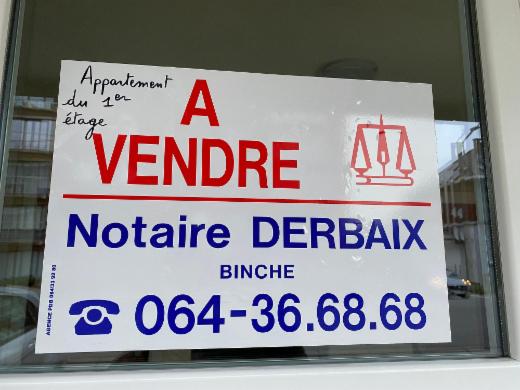 Appartement
du 1er
étage
A
VENDRE
Notaire DERBAIX
BINCHE
064-36.68.68